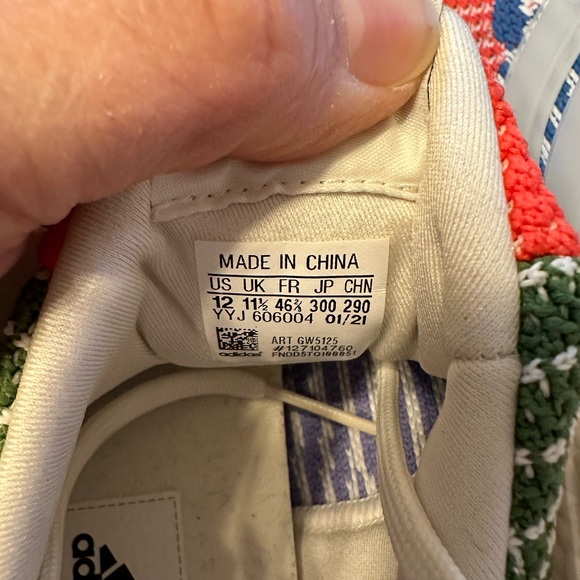 MADE IN CHINA
US UK FR JP CHN
12 11½ 46⅔ 300 290
YYJ 606004 01/21
ART GW5125
#127104760
adidas